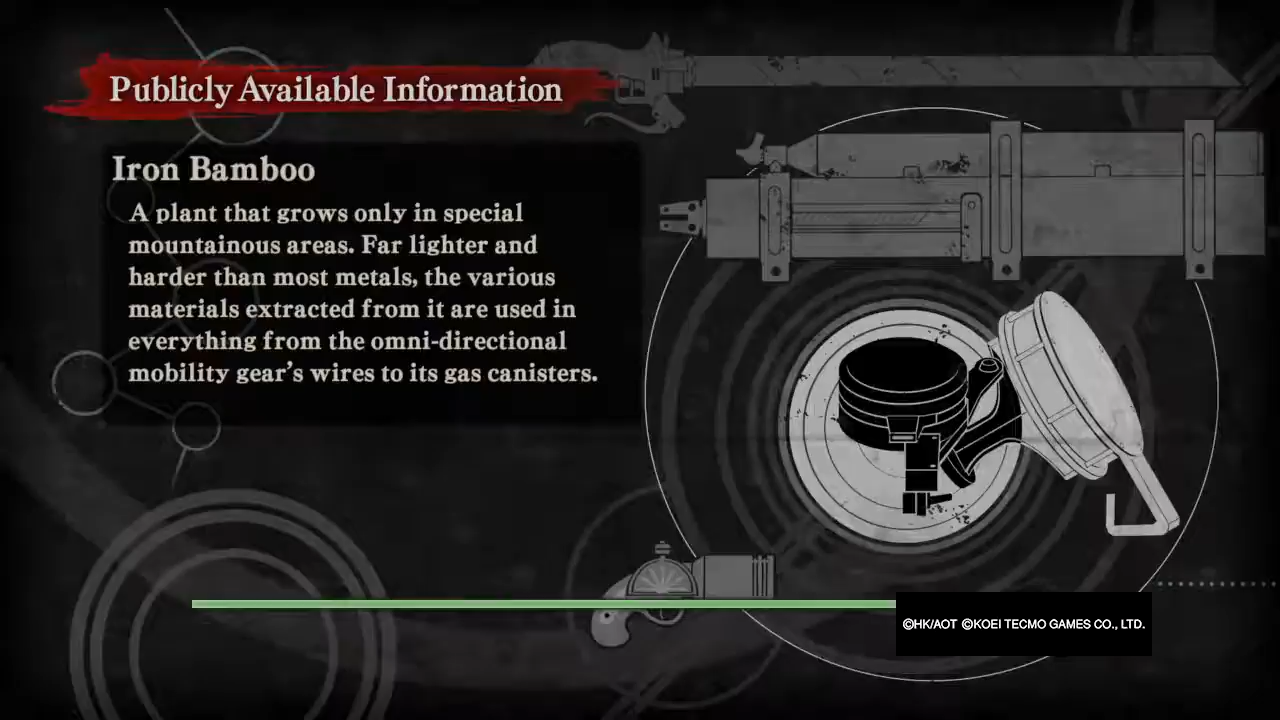 Publicly Available Information
Iron Bamboo
A plant that grows only in special
mountainous areas. Far lighter and
harder than most metals, the various
materials extracted from it are used in
everything from the omni-directional
mobility gear's wires to its gas canisters.
©HK/AOT ©KOEI TECMO GAMES CO., LTD.